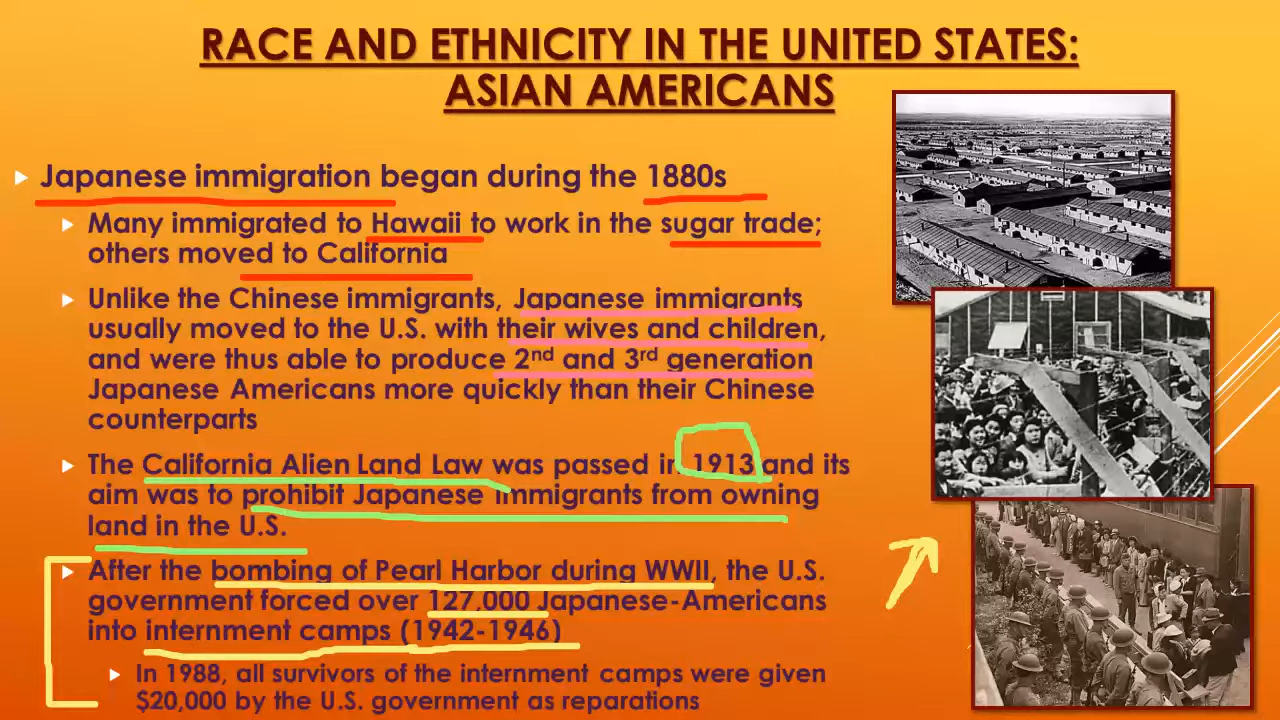 RACE AND ETHNICITY IN THE UNITED STATES:
ASIAN AMERICANS
Japanese immigration began during the 1880s
Many immigrated to Hawaii to work in the sugar trade;
others moved to California
Unlike the Chinese immigrants, Japanese immigrants
usually moved to the U.S. with their wives and children,
and were thus able to produce 2nd and 3rd generation
Japanese Americans more quickly than their Chinese
counterparts
The California Alien Land Law was passed in 1913 and its
aim was to prohibit Japanese immigrants from owning
land in the U.S.
After the bombing of Pearl Harbor during WWII, the U.S.
government forced over 127,000 Japanese-Americans
into internment camps (1942-1946)
In 1988, all survivors of the internment camps were given
$20,000 by the U.S. government as reparations